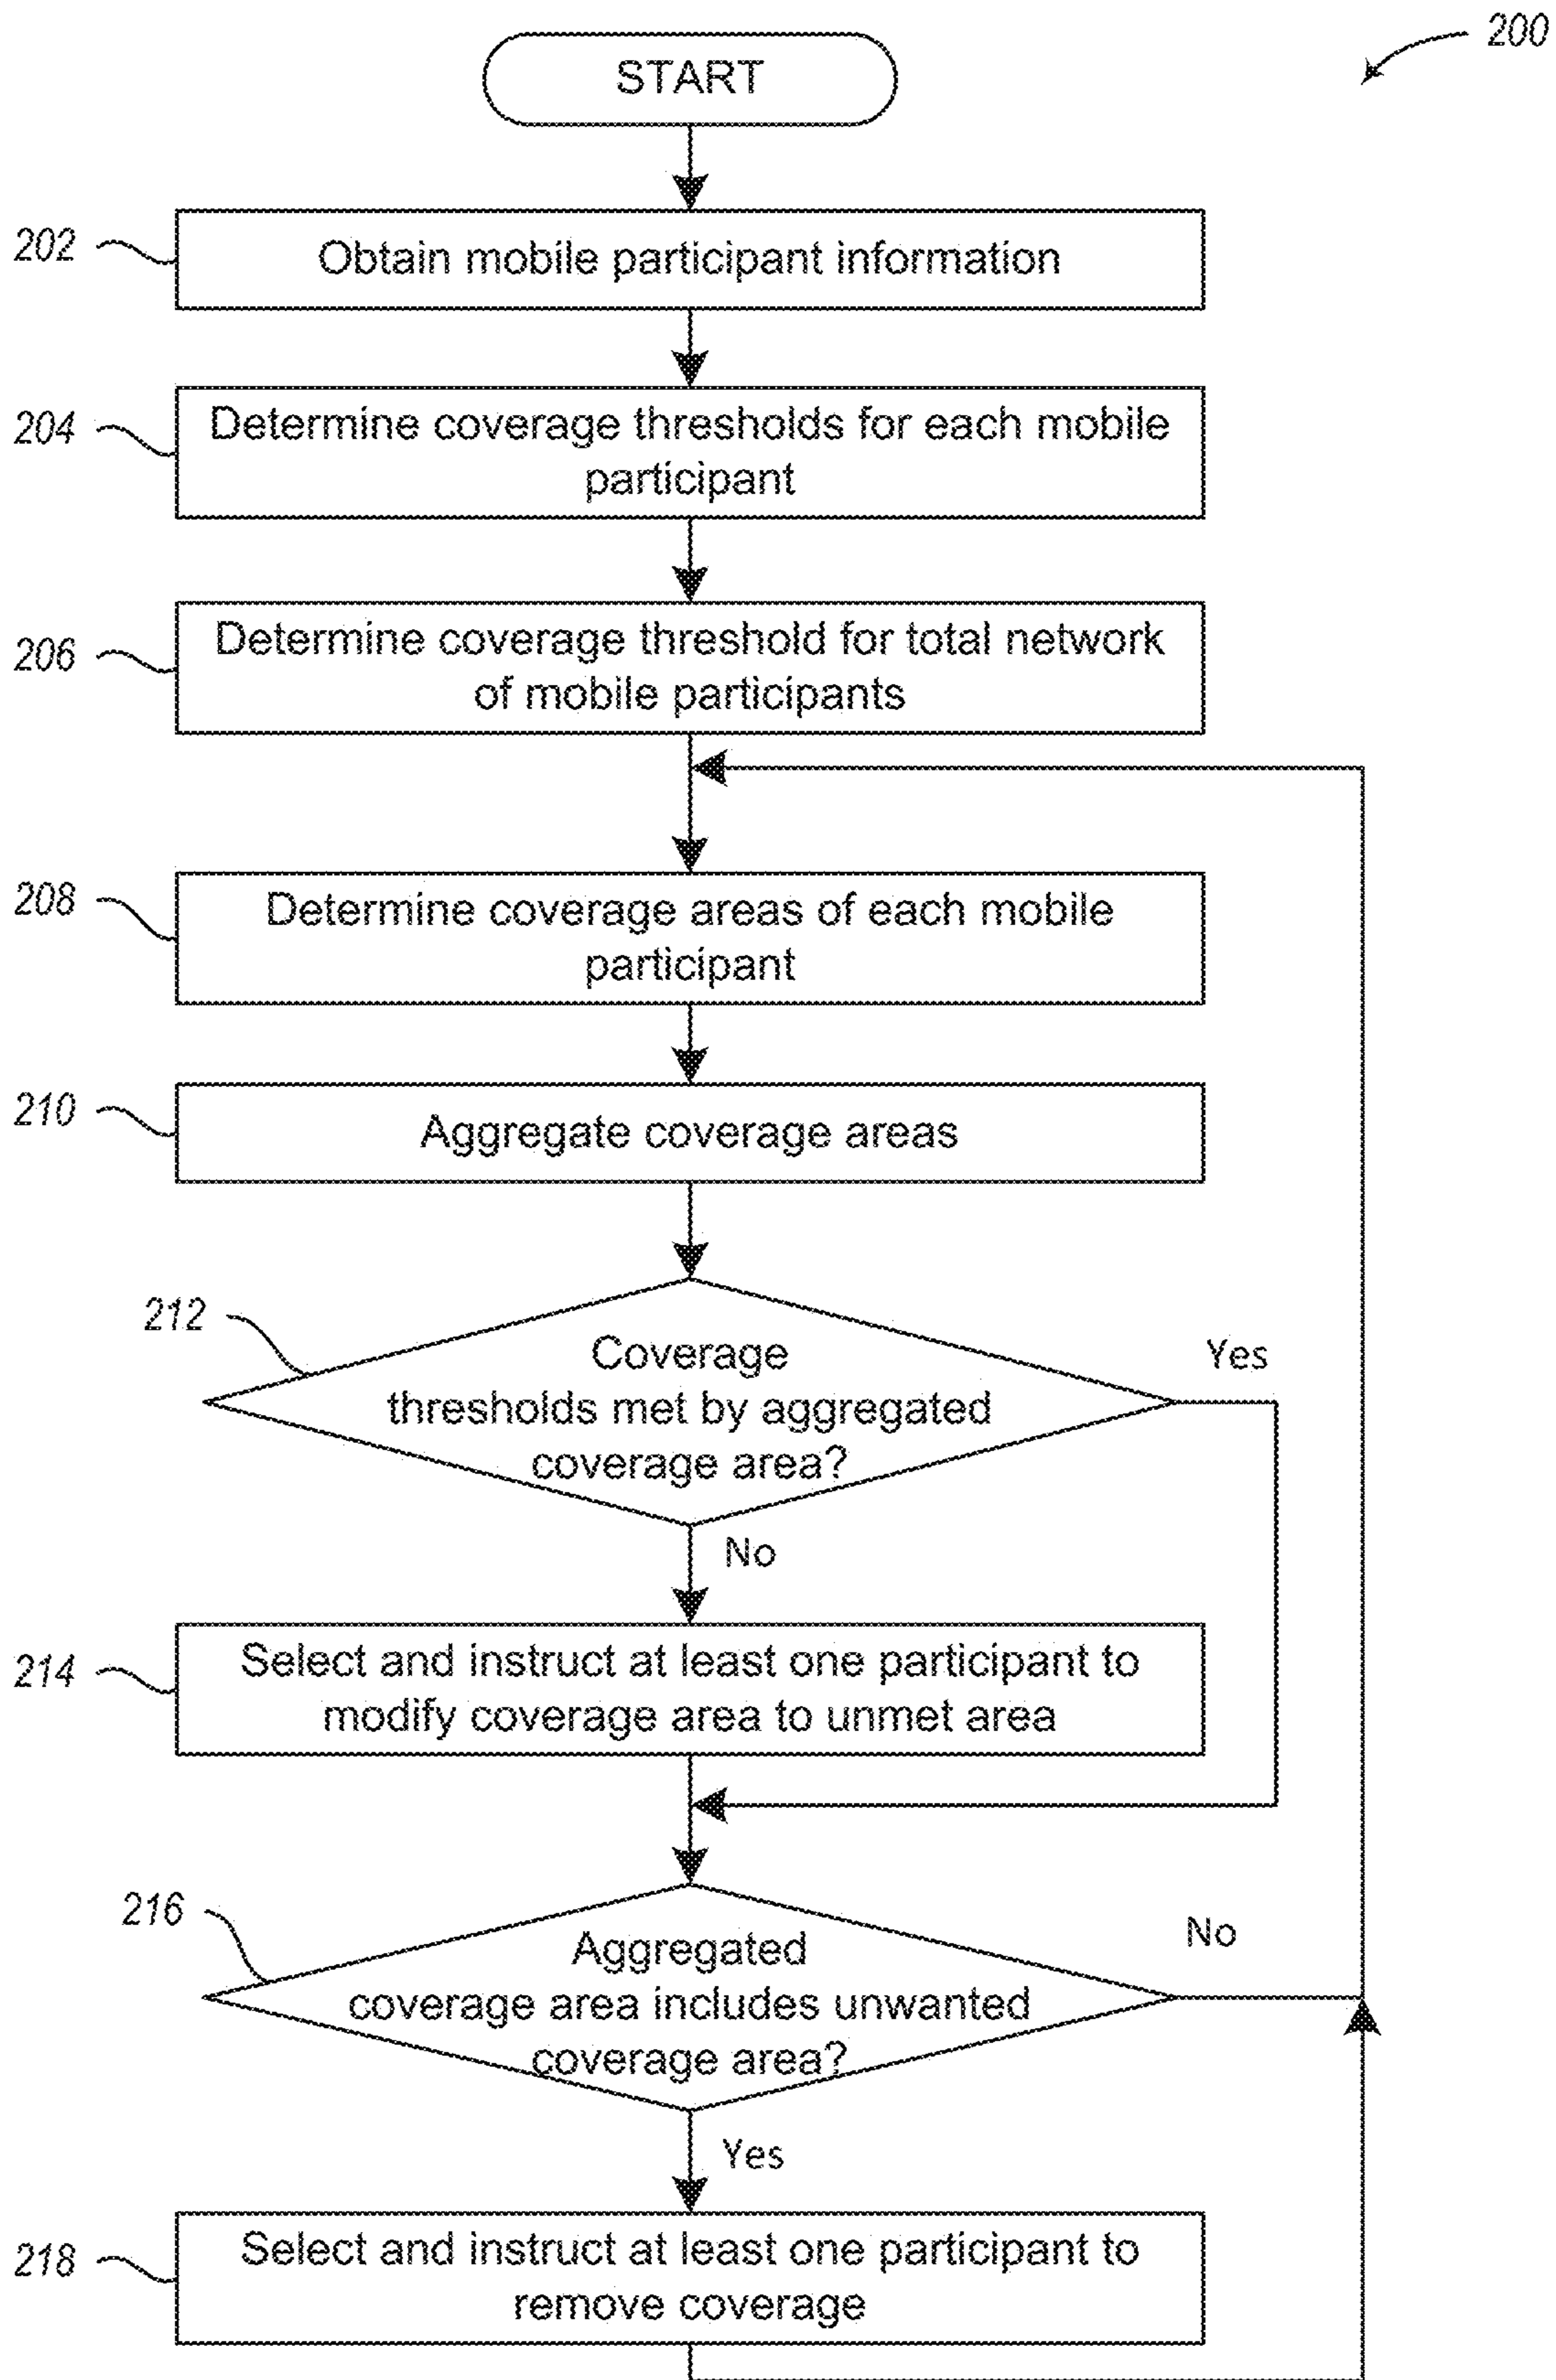 200
START
202
Obtain mobile participant information
204
Determine coverage thresholds for each mobile
participant
206
Determine coverage threshold for total network
of mobile participants
208
Determine coverage areas of each mobile
participant
210
Aggregate coverage areas
212
Coverage
thresholds met by aggregated
coverage area?
Yes
No
214
Select and instruct at least one participant to
modify coverage area to unmet area
216
Aggregated
coverage area includes unwanted
coverage area?
No
Yes
218
Select and instruct at least one participant to
remove coverage